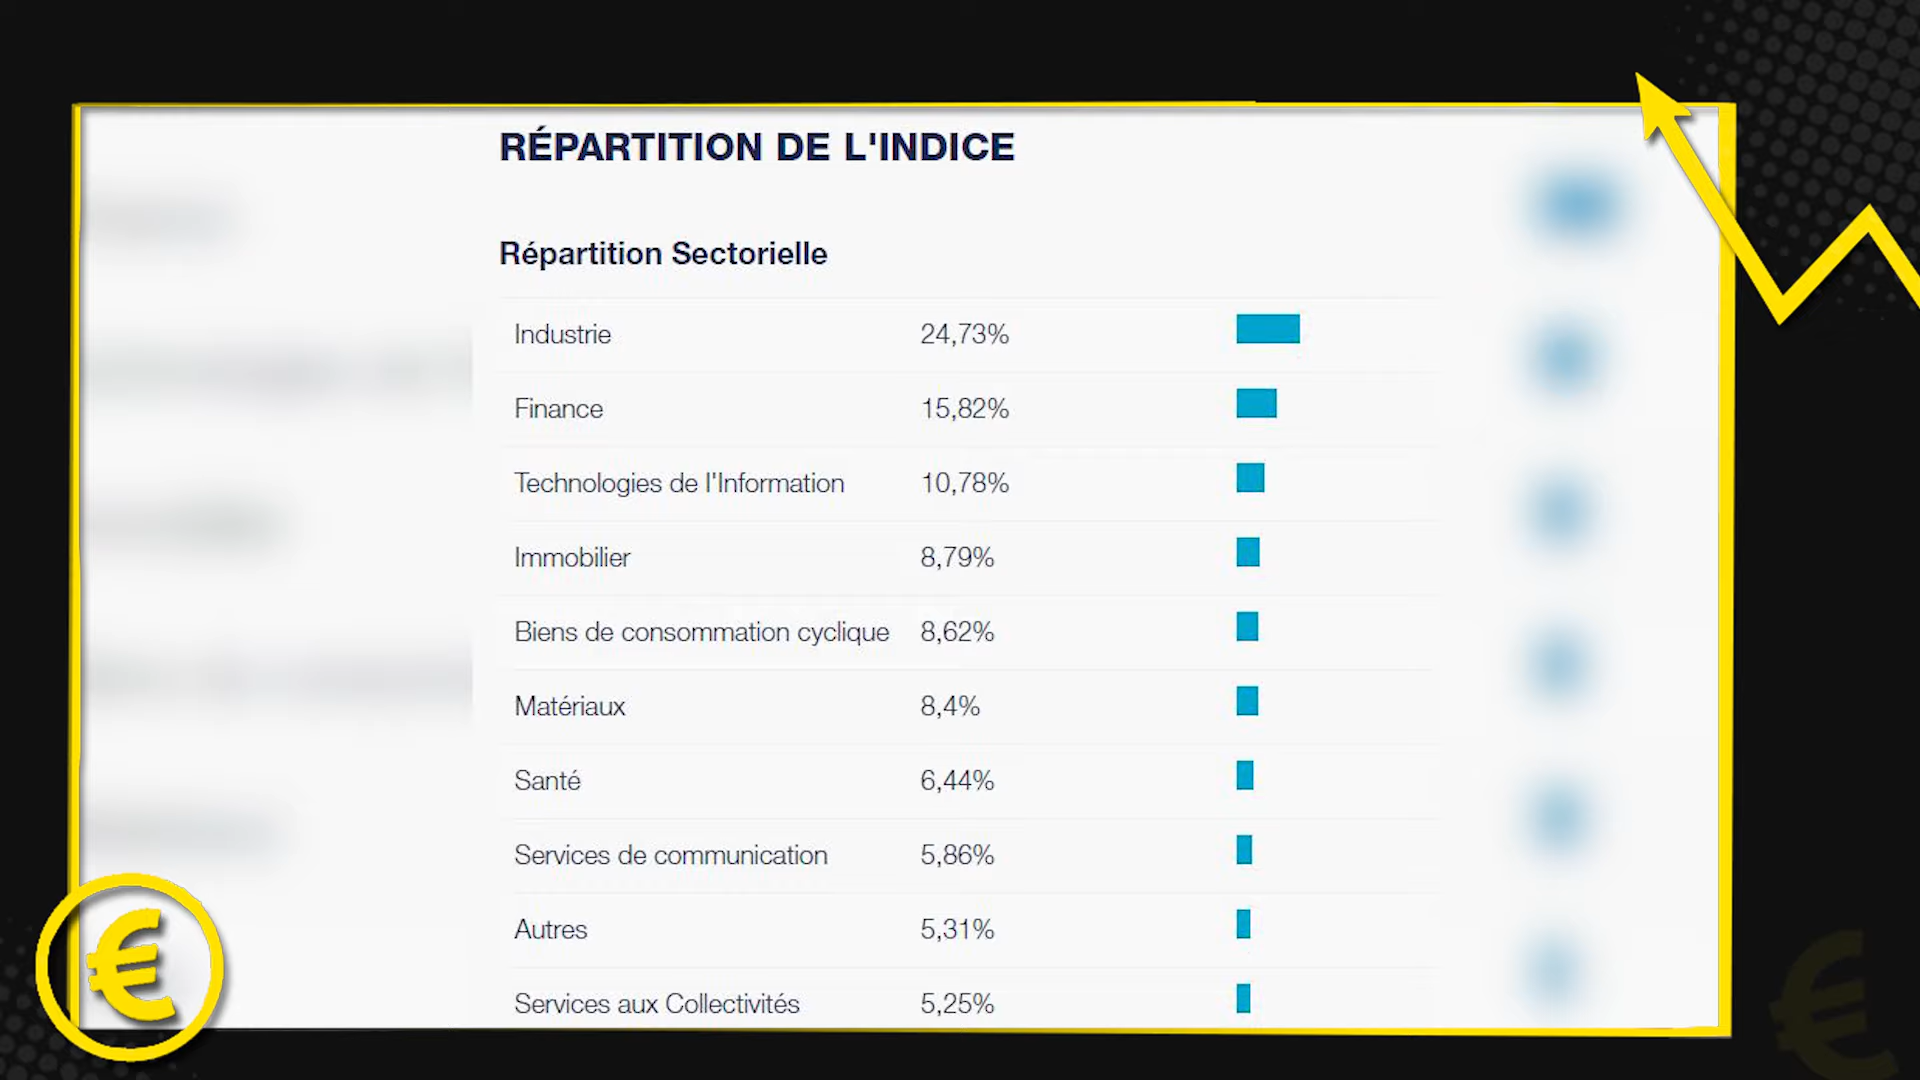 RÉPARTITION DE L'INDICE
Répartition Sectorielle
Industrie 24,73%
Finance 15,82%
Technologies de l'Information 10,78%
Immobilier 8,79%
Biens de consommation cyclique 8,62%
Matériaux 8,4%
Santé 6,44%
Services de communication 5,86%
Autres 5,31%
Services aux Collectivités 5,25%
€
€